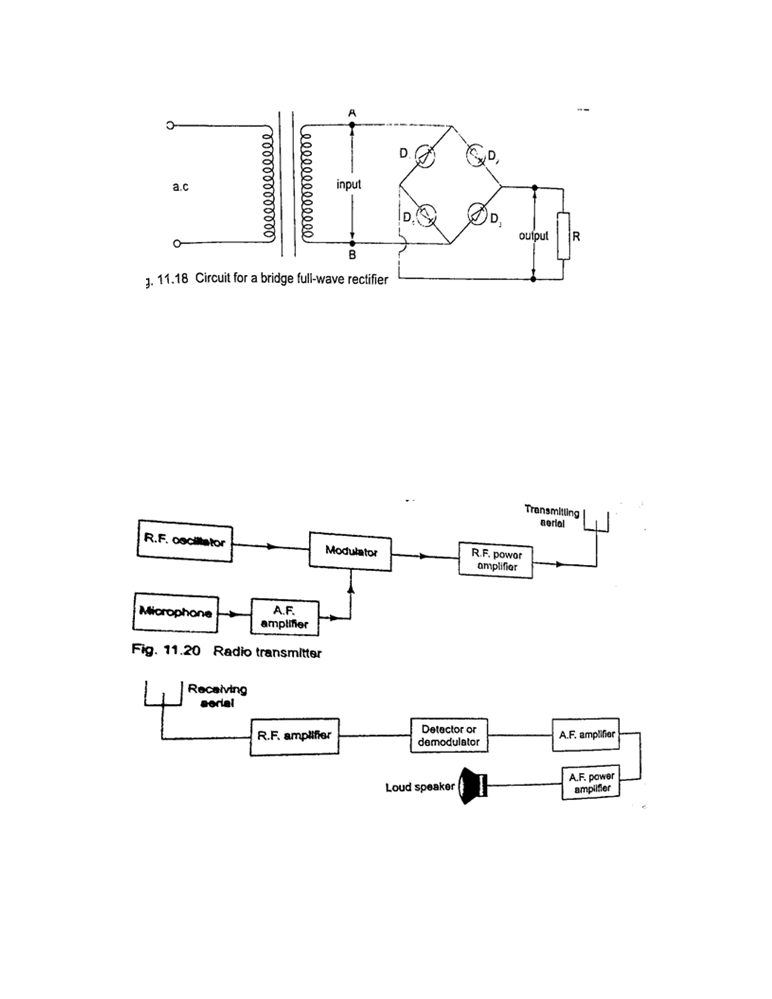 A
a.c
input
D
D
D
D
output
R
B
11.18 Circuit for a bridge full-wave rectifier
Transmitting
aerial
R.F. oscillator
Modulator
R.F. power
amplifier
Microphone
A.F.
amplifier
Fig. 11.20 Radio transmitter
Receiving
aerial
R.F. amplifier
Detector or
demodulator
A.F. amplifier
Loud speaker
A.F. power
amplifier